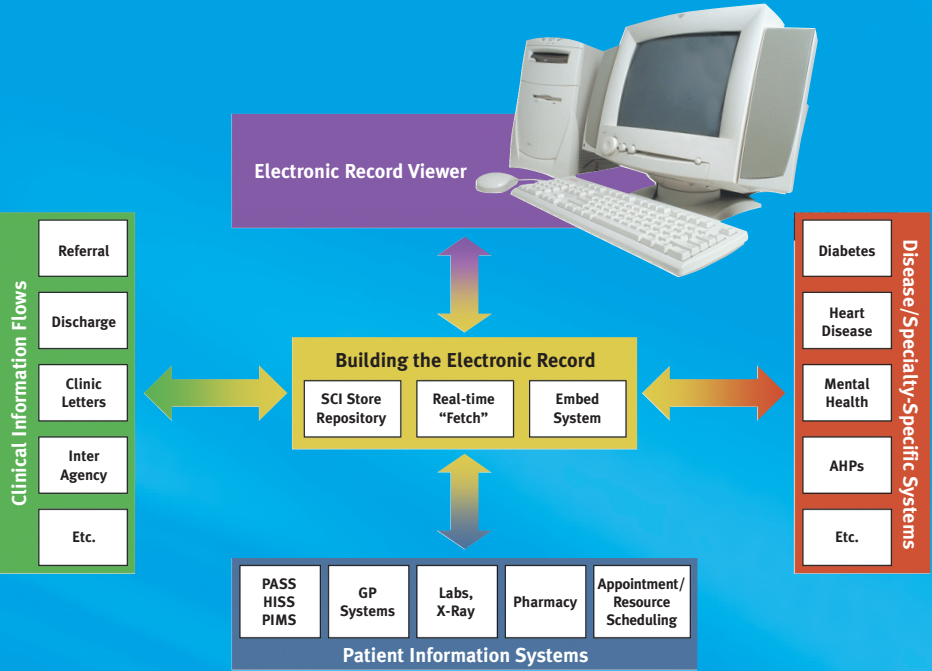 Electronic Record Viewer
Clinical Information Flows
Referral
Discharge
Clinic
Letters
Inter
Agency
Etc.
Building the Electronic Record
SCI Store
Repository
Real-time
“Fetch”
Embed
System
Disease/Specialty-Specific Systems
Diabetes
Heart
Disease
Mental
Health
AHPs
Etc.
PASS
HISS
PIMS
GP
Systems
Labs,
X-Ray
Pharmacy
Appointment/
Resource
Scheduling
Patient Information Systems